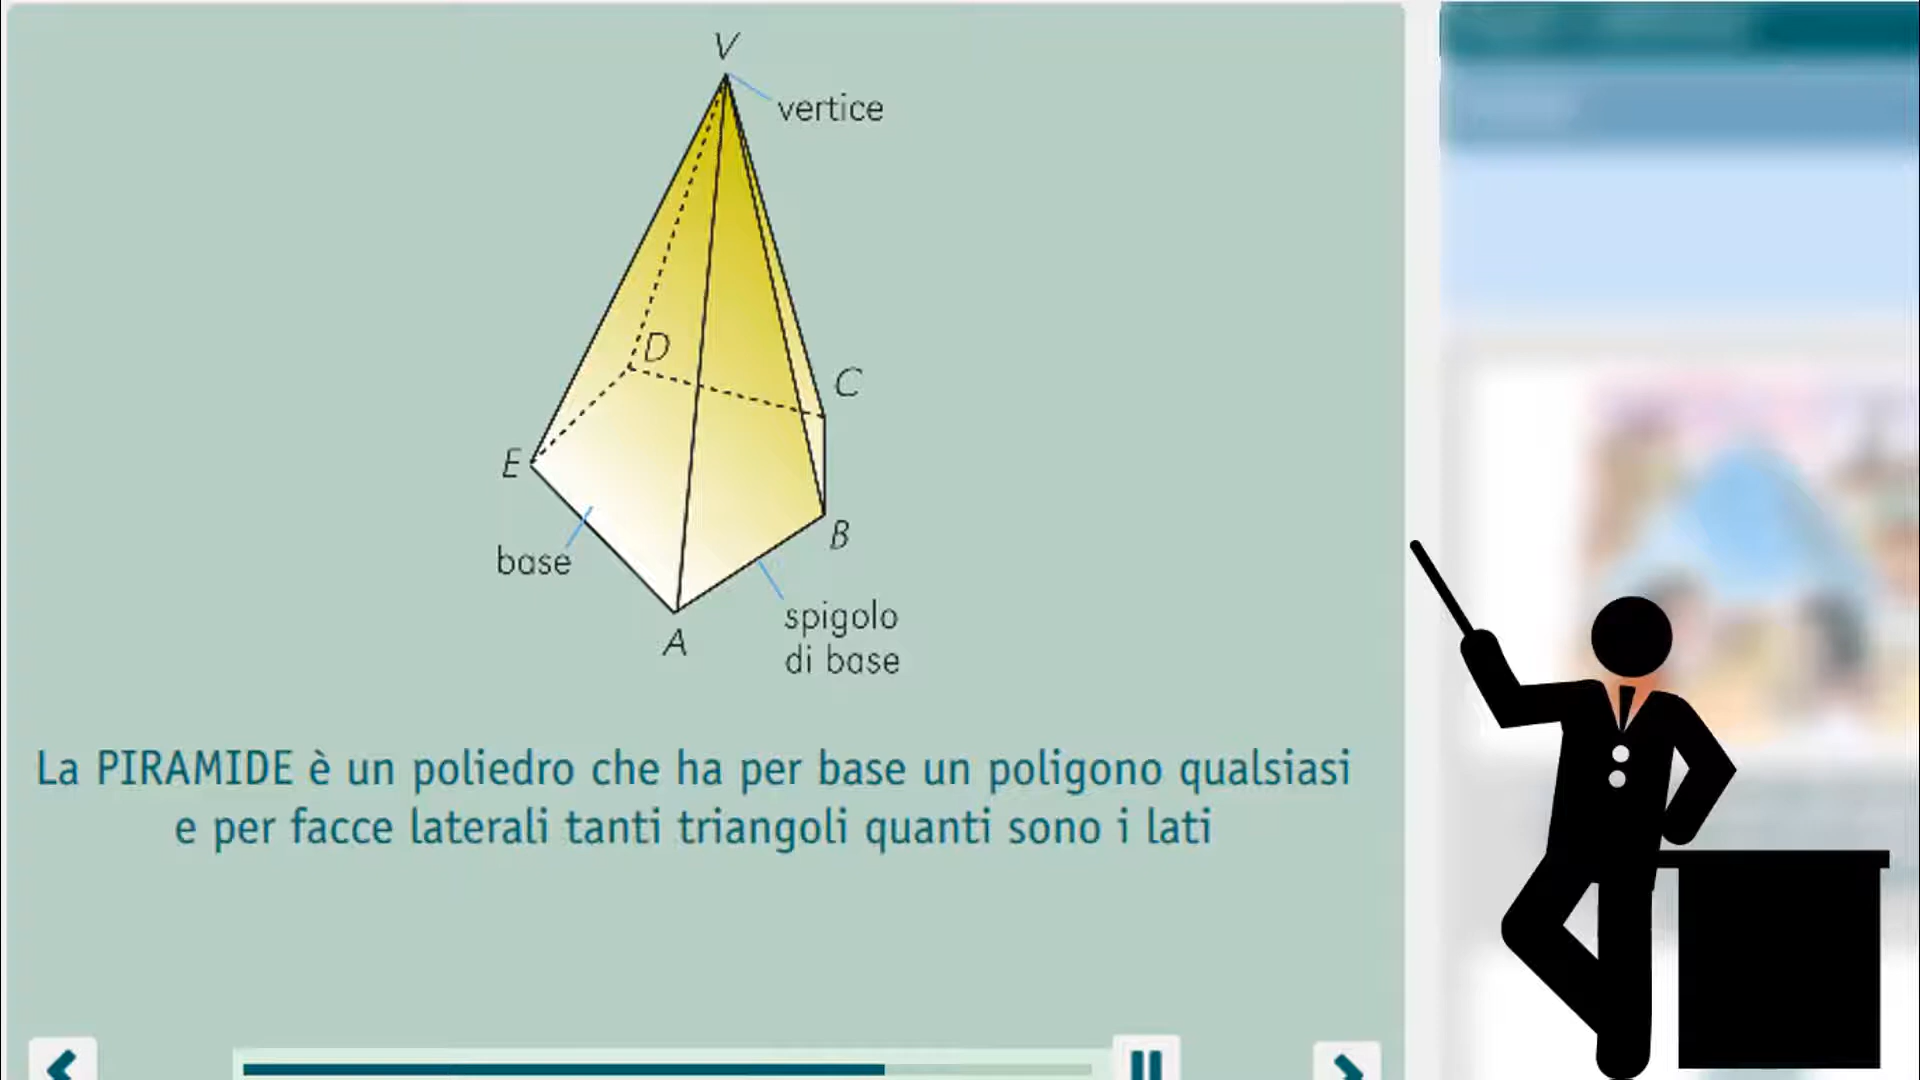 V
vertice
D
C
E
B
base
spigolo
di base
A
La PIRAMIDE è un poliedro che ha per base un poligono qualsiasi
e per facce laterali tanti triangoli quanti sono i lati